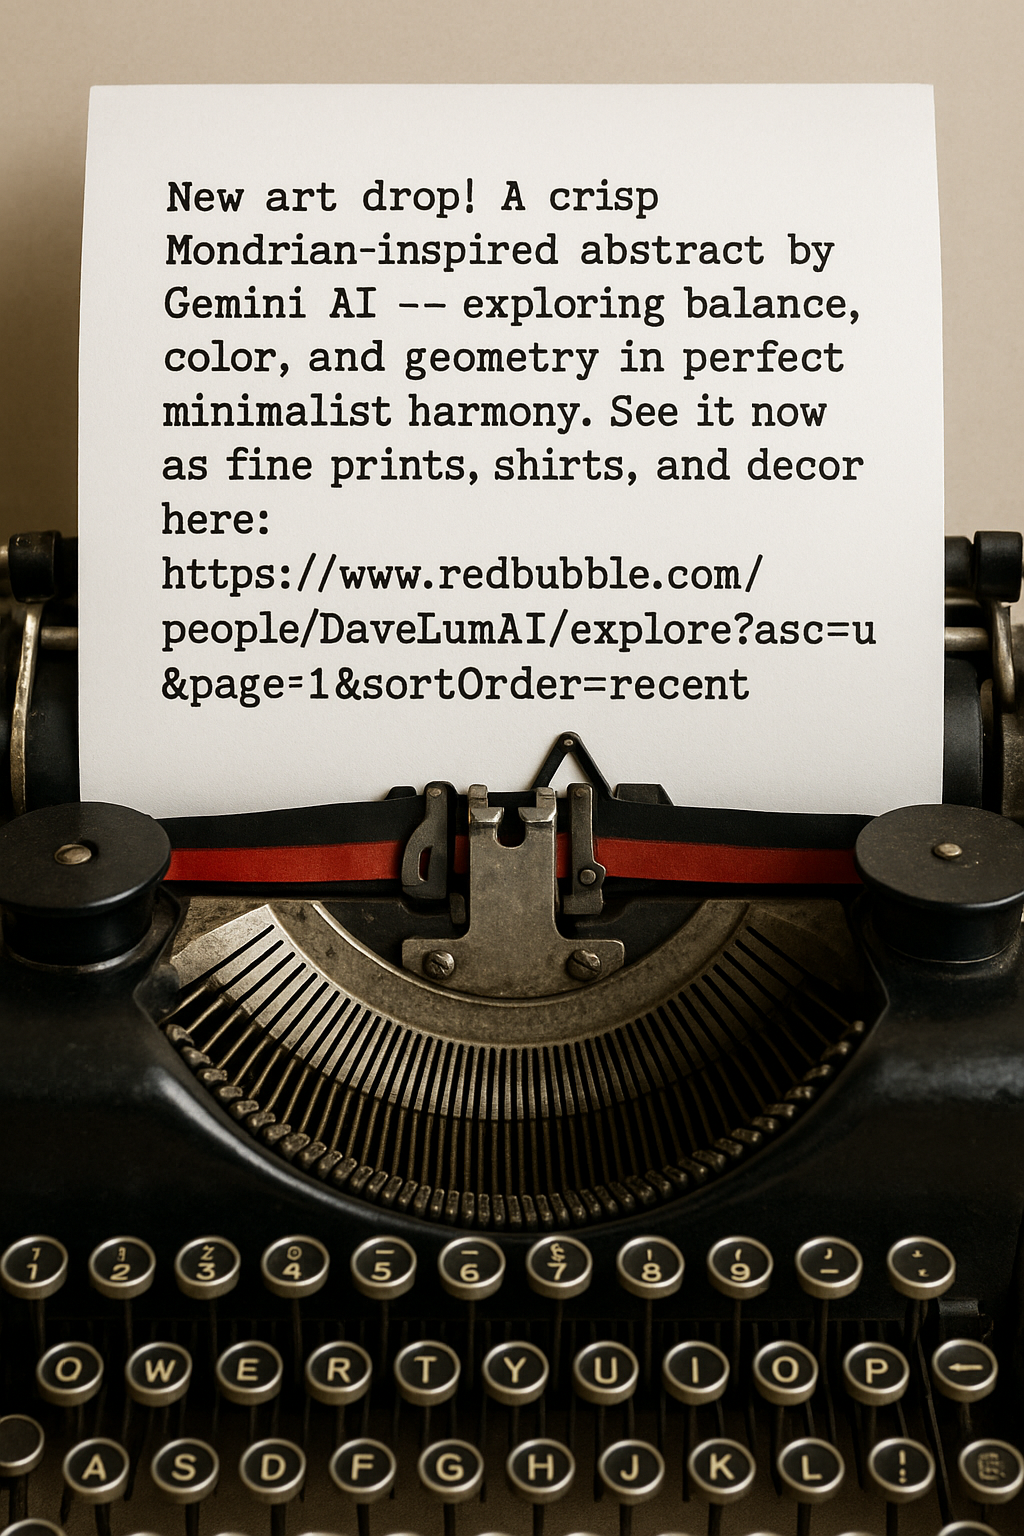 New art drop! A crisp
Mondrian-inspired abstract by
Gemini AI -- exploring balance,
color, and geometry in perfect
minimalist harmony. See it now
as fine prints, shirts, and decor
here:
https://www.redbubble.com/
people/DaveLumAI/explore?asc=u
&page=1&sortOrder=recent
1 2 3 4 5 6 7 8 9
Q W E R T Y U I O P ←
A S D F G H J K L !